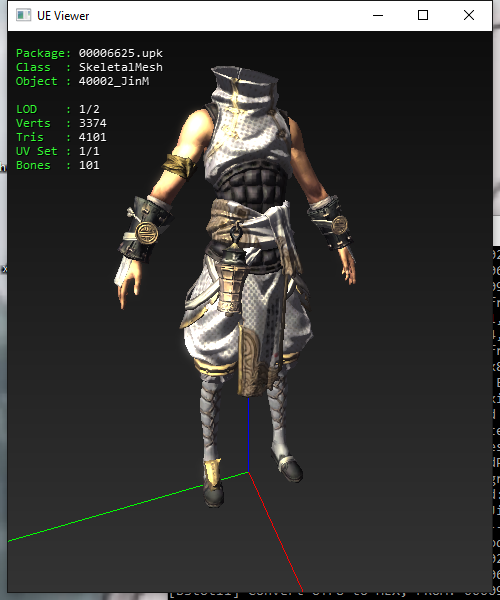 UE Viewer
Package: 00006625.upk
Class : SkeletalMesh
Object : 40002_JinM
LOD : 1/2
Verts : 3374
Tris : 4101
UV Set : 1/1
Bones : 101